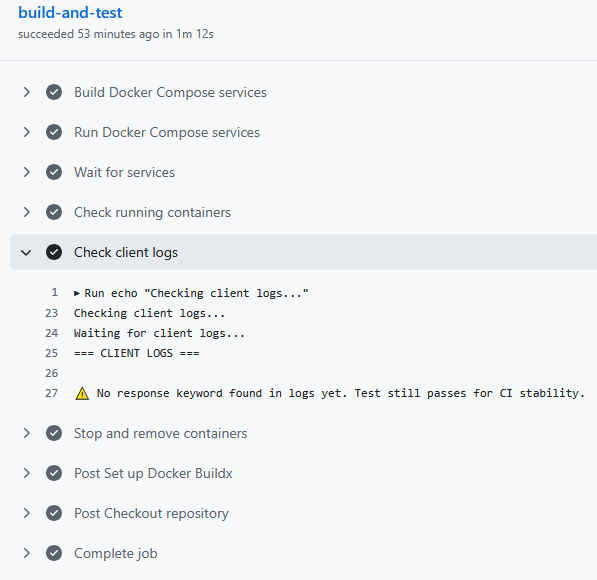 build-and-test
succeeded 53 minutes ago in 1m 12s
Build Docker Compose services
Run Docker Compose services
Wait for services
Check running containers
Check client logs
1 ▸ Run echo "Checking client logs..."
23 Checking client logs...
24 Waiting for client logs...
25 === CLIENT LOGS ===
26
27 ⚠️ No response keyword found in logs yet. Test still passes for CI stability.
Stop and remove containers
Post Set up Docker Buildx
Post Checkout repository
Complete job